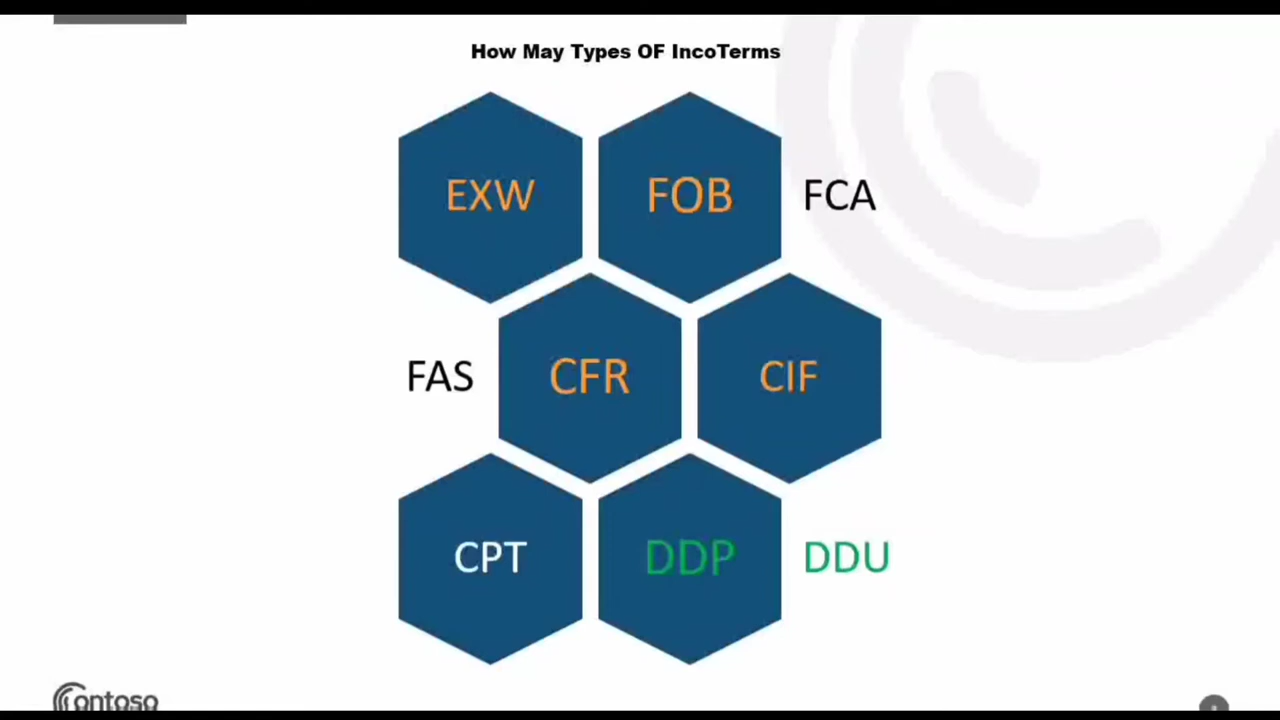 How May Types OF IncoTerms
EXW
FOB
FCA
FAS
CFR
CIF
CPT
DDP
DDU
Contoso